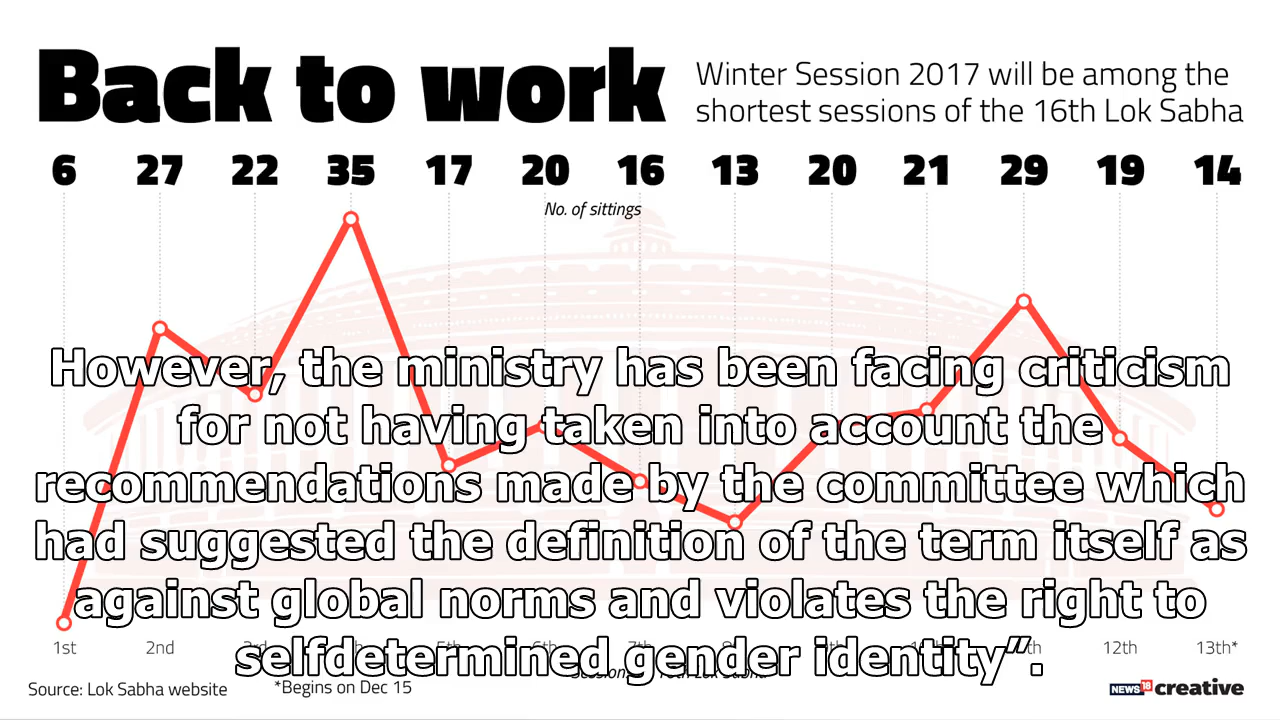 Back to work
Winter Session 2017 will be among the
shortest sessions of the 16th Lok Sabha
6 27 22 35 17 20 16 13 20 21 29 19 14
No. of sittings
However, the ministry has been facing criticism
for not having taken into account the
recommendations made by the committee which
had suggested the definition of the term itself as
against global norms and violates the right to
selfdetermined gender identity”.
1st 2nd 12th 13th*
Source: Lok Sabha website *Begins on Dec 15
NEWS 18 creative